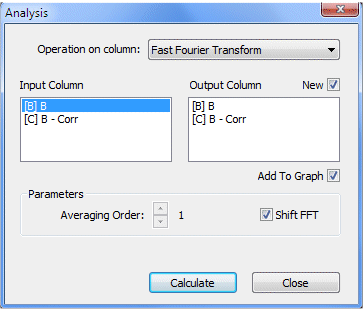 Analysis
Operation on column: Fast Fourier Transform
Input Column
Output Column
New
[B] B
[C] B - Corr
[B] B
[C] B - Corr
Add To Graph
Parameters
Averaging Order: 1
Shift FFT
Calculate
Close